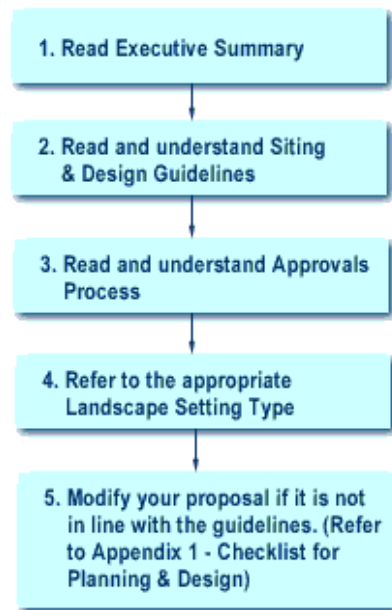 1. Read Executive Summary
2. Read and understand Siting
& Design Guidelines
3. Read and understand Approvals
Process
4. Refer to the appropriate
Landscape Setting Type
5. Modify your proposal if it is not
in line with the guidelines. (Refer
to Appendix 1 - Checklist for
Planning & Design)